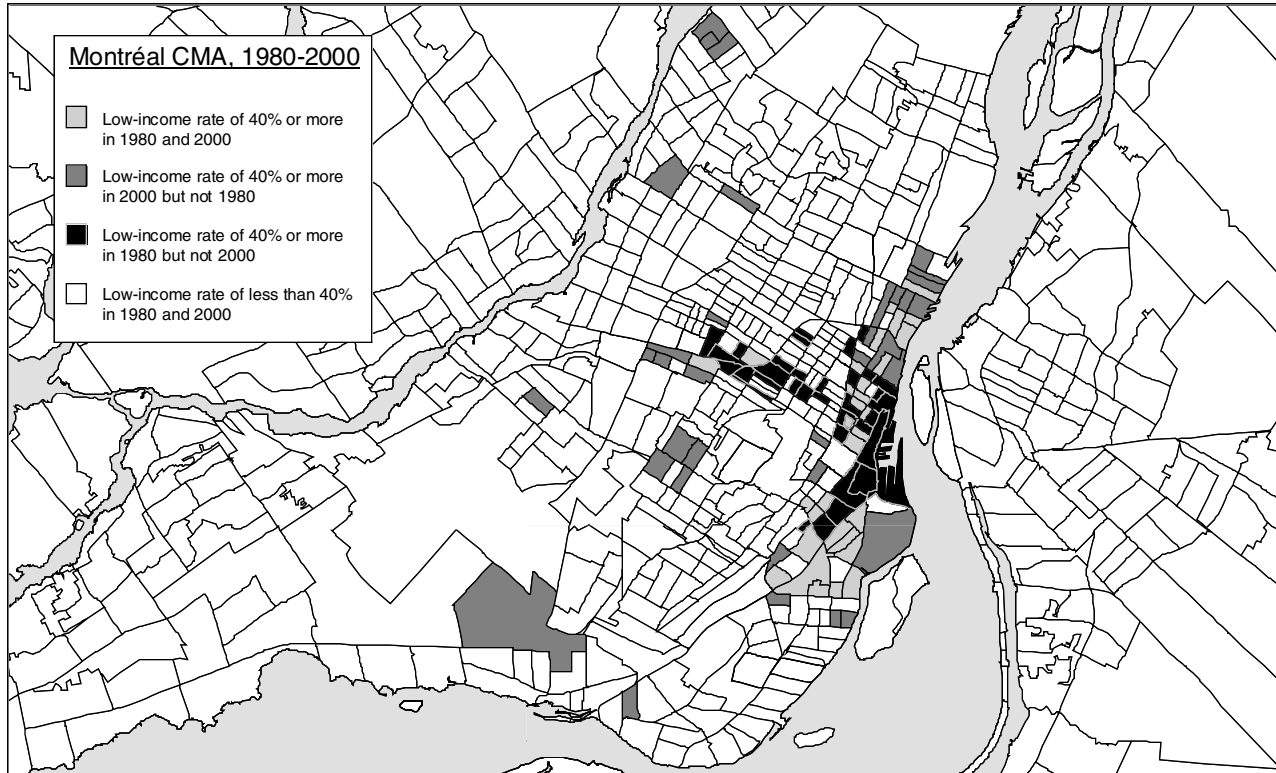 Montréal CMA, 1980-2000
Low-income rate of 40% or more
in 1980 and 2000
Low-income rate of 40% or more
in 2000 but not 1980
Low-income rate of 40% or more
in 1980 but not 2000
Low-income rate of less than 40%
in 1980 and 2000